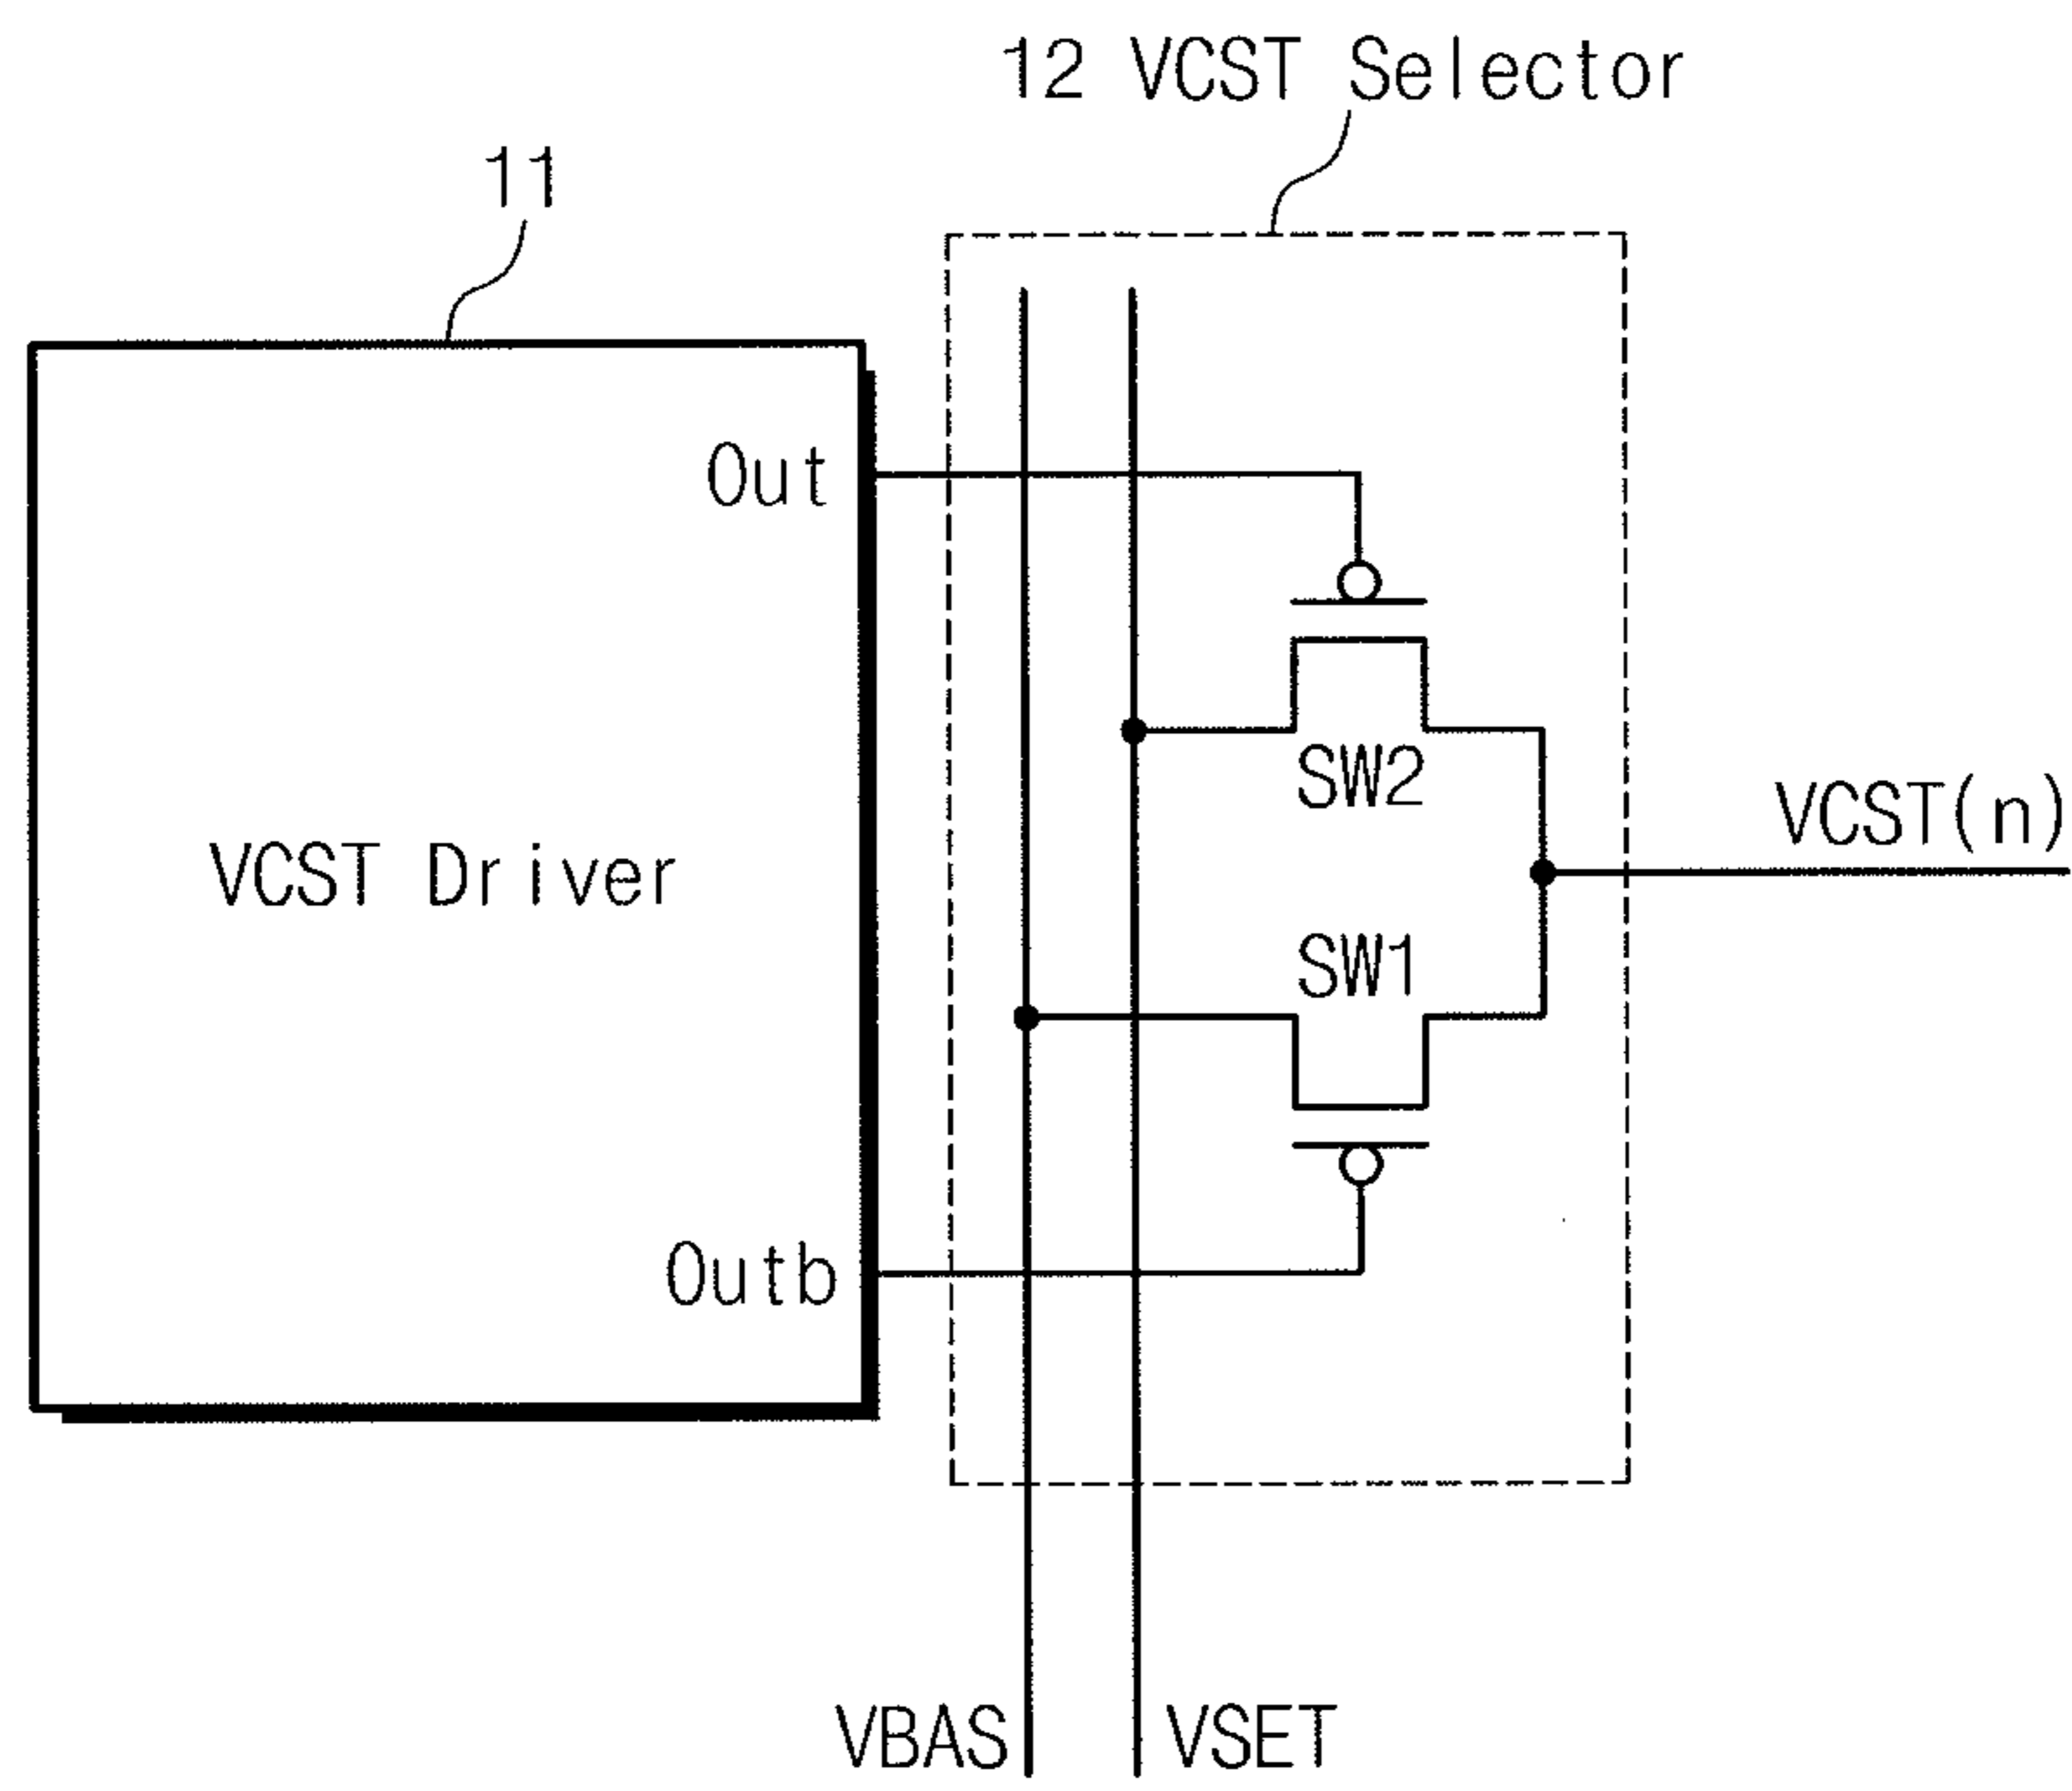 12 VCST Selector
11
Out
SW2
VCST(n)
VCST Driver
SW1
Outb
VBAS
VSET